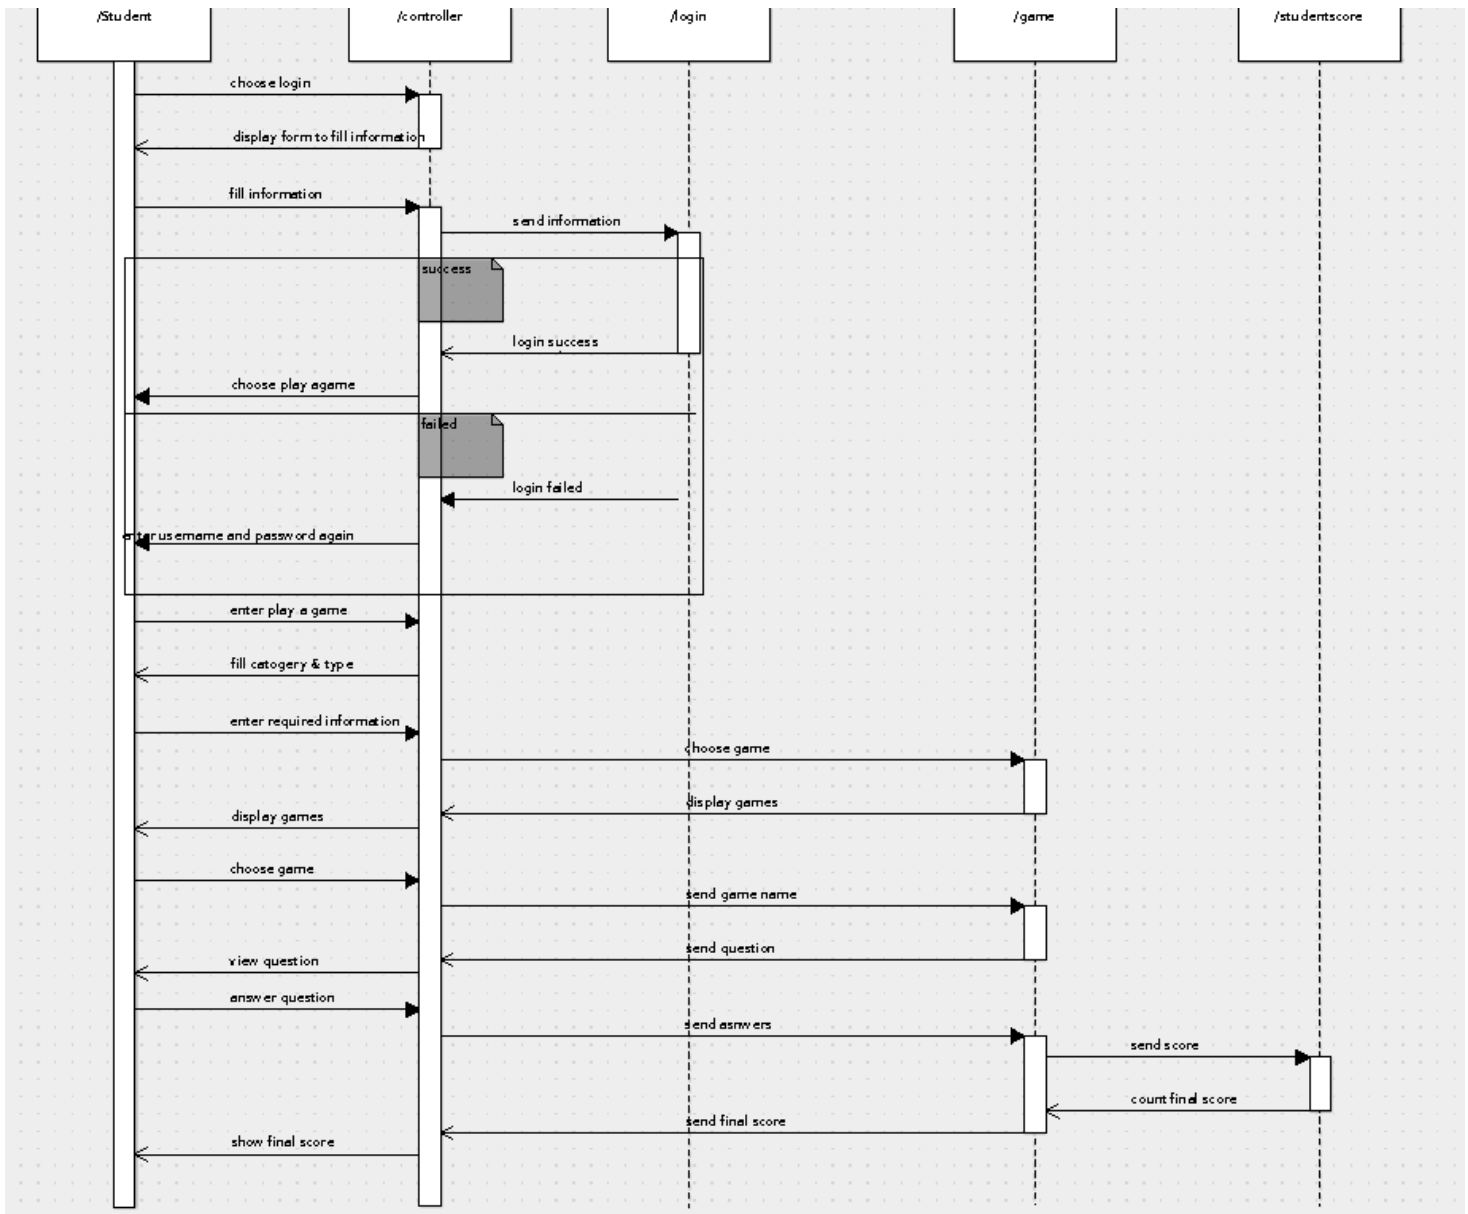 /Student
/controller
/login
/game
/studentscore
choose login
display form to fill information
fill information
send information
success
login success
choose play agame
failed
login failed
enter username and password again
enter play a game
fill catogery & type
enter required information
choose game
display games
display games
choose game
send game name
send question
view question
answer question
send asnwers
send score
count final score
send final score
show final score